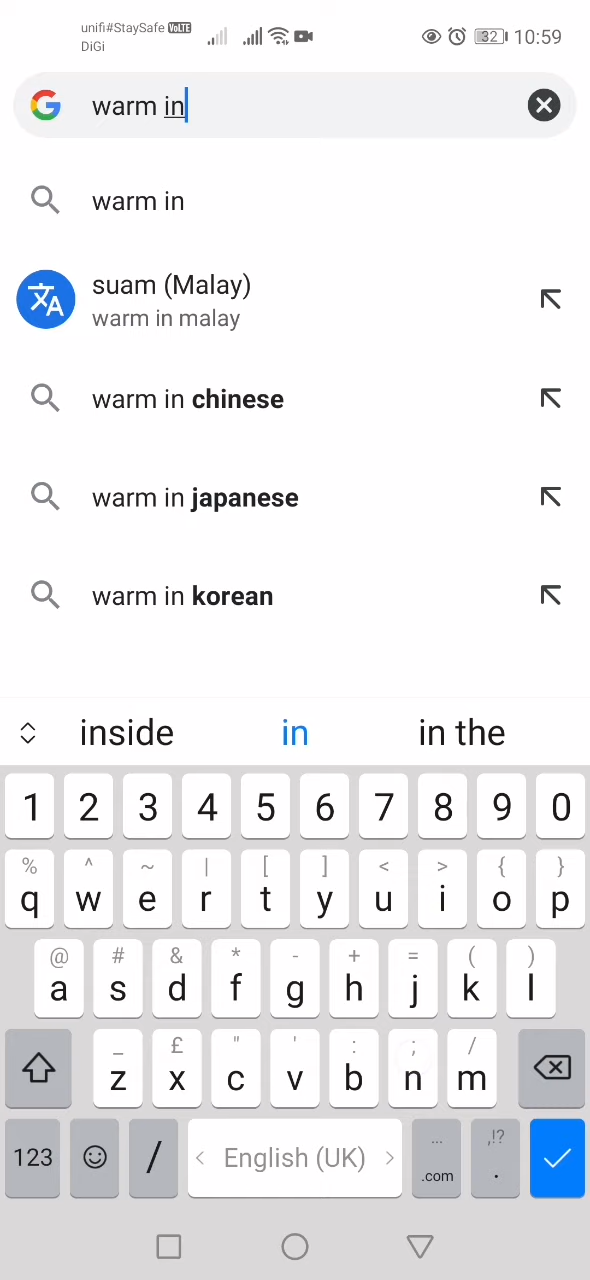 unifi#StaySafe VoLTE
DiGi
32 10:59
warm in
warm in
suam (Malay)
warm in malay
warm in chinese
warm in japanese
warm in korean
inside in in the
1 2 3 4 5 6 7 8 9 0
% ^ ~ | [ ] < > { }
q w e r t y u i o p
@ # & * - + = ( )
a s d f g h j k l
_ £ " ' : ; /
z x c v b n m
123 / < English (UK) > ... .com ,!? .